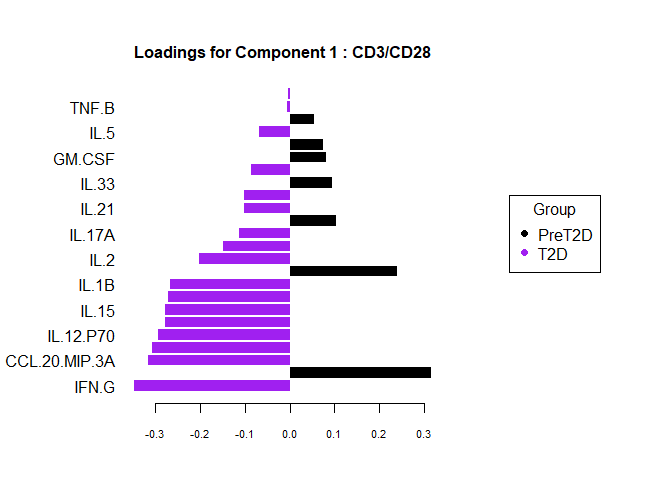 Loadings for Component 1 : CD3/CD28
TNF.B
IL.5
GM.CSF
IL.33
IL.21
IL.17A
IL.2
IL.1B
IL.15
IL.12.P70
CCL.20.MIP.3A
IFN.G
-0.3 -0.2 -0.1 0.0 0.1 0.2 0.3
Group
PreT2D
T2D